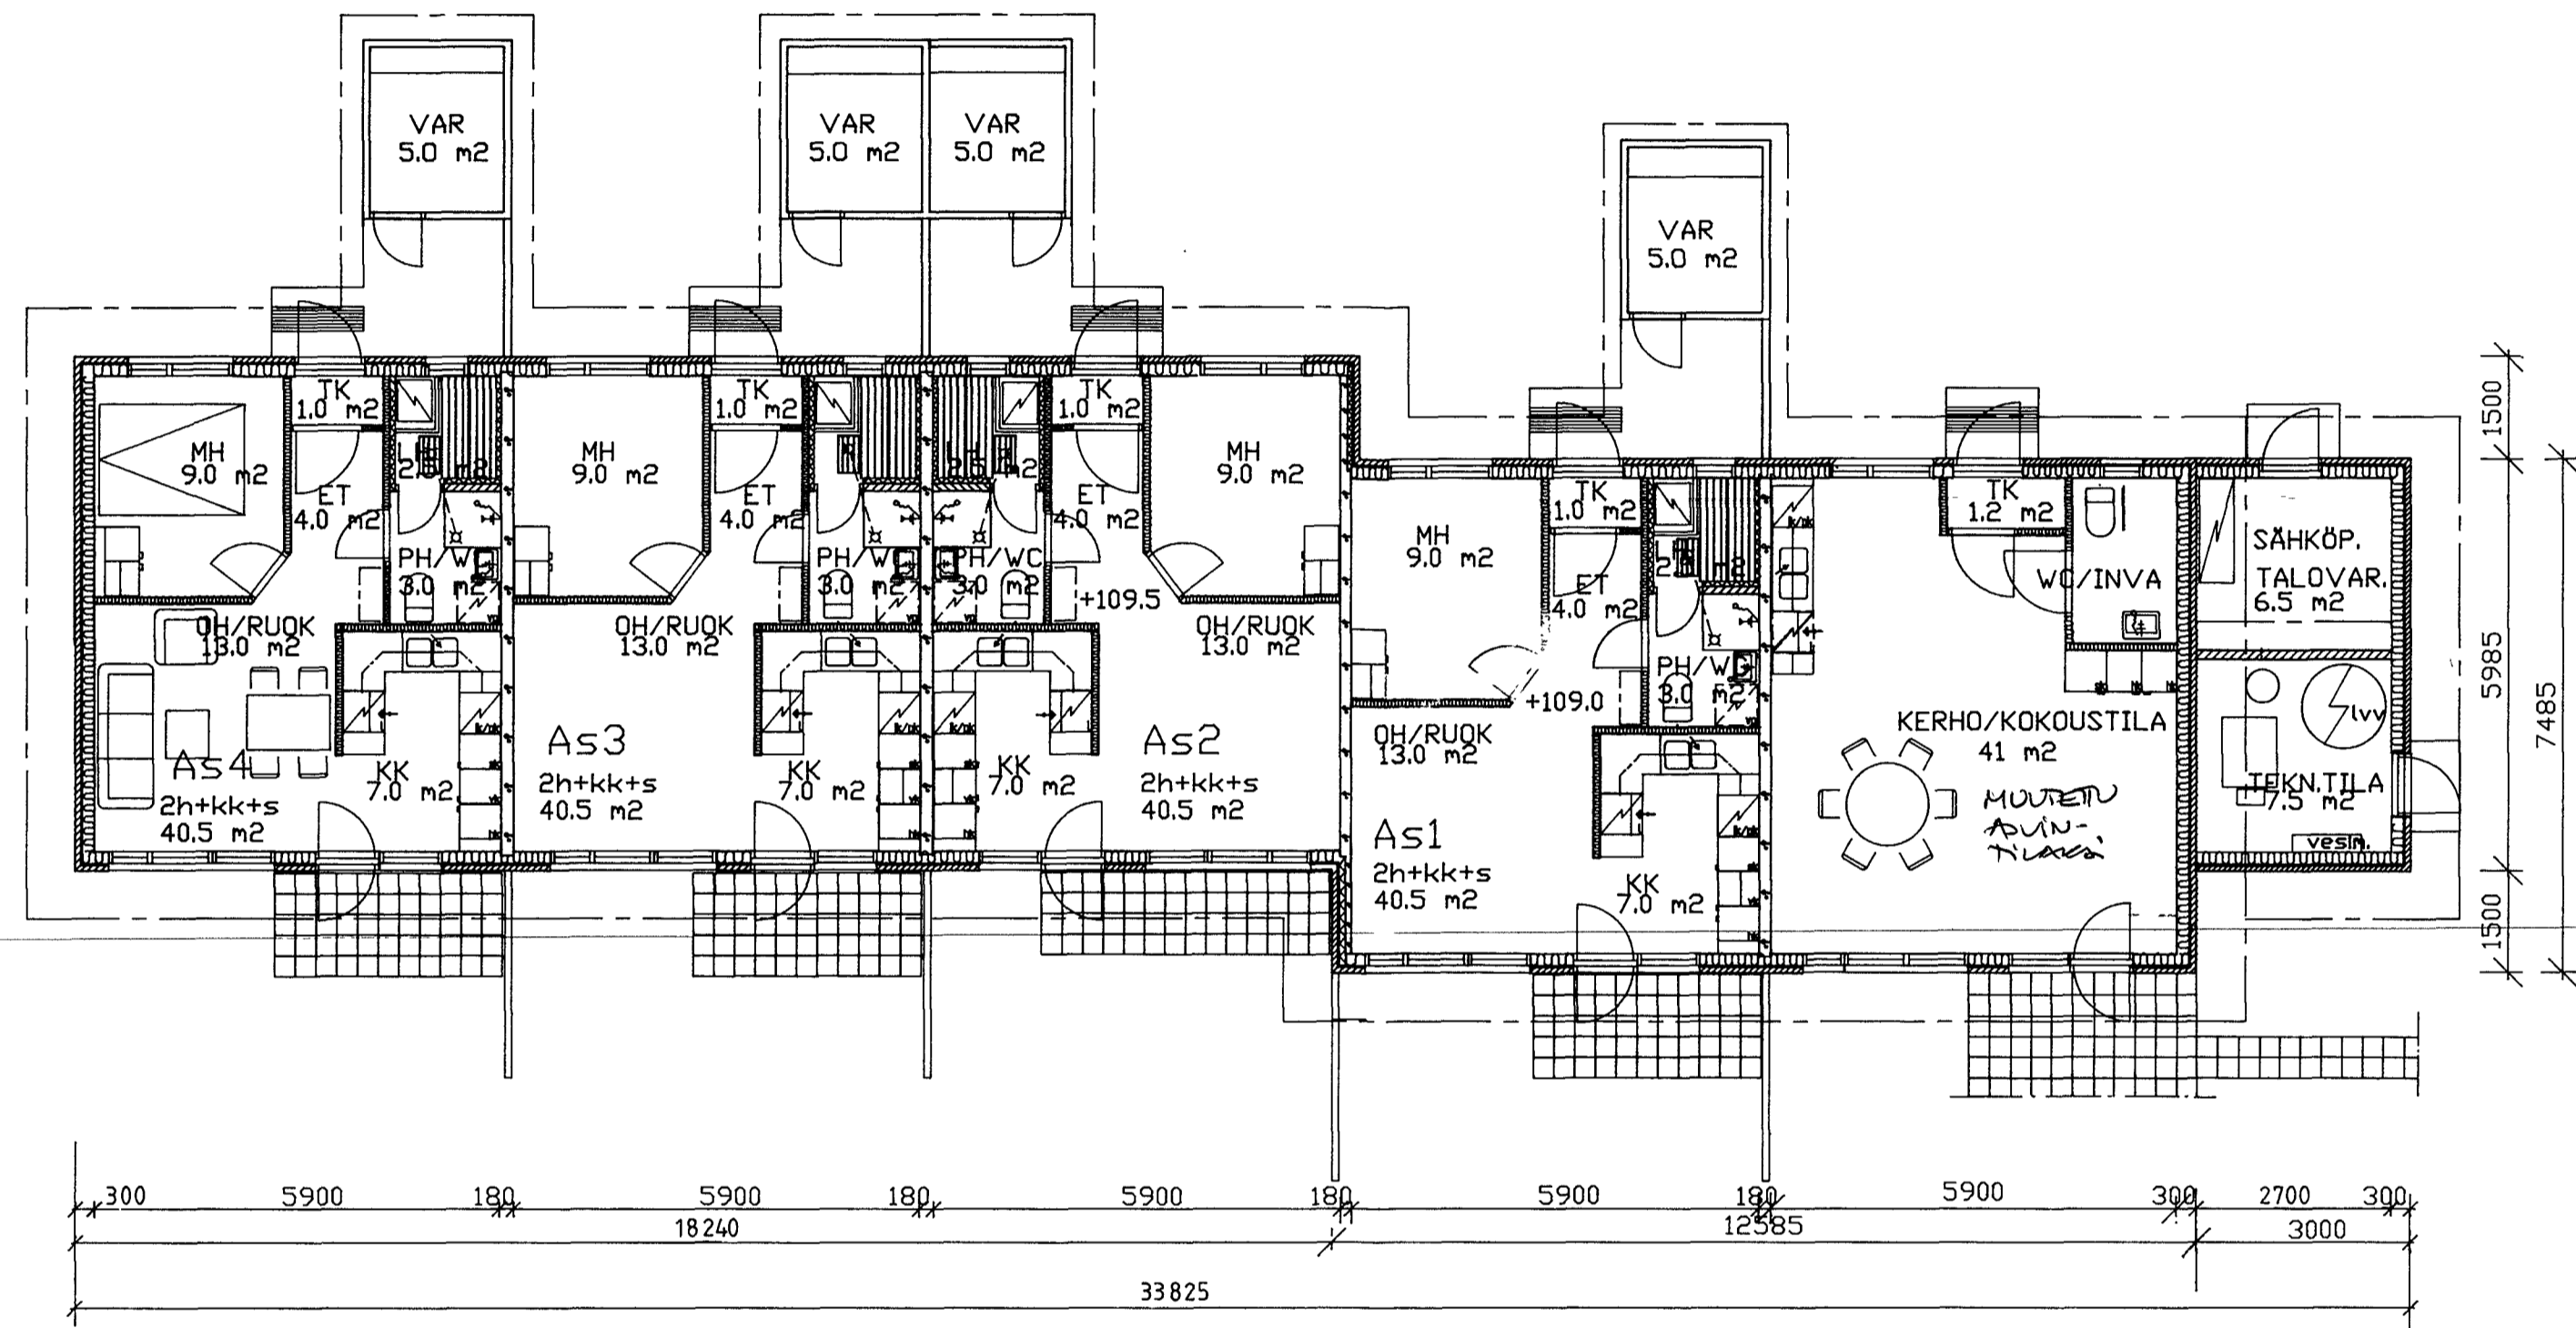 VAR
5.0 m2
VAR
5.0 m2
VAR
5.0 m2
VAR
5.0 m2
TK
1.0 m2
MH
9.0 m2
ET
4.0 m2
PH/W
3.0 m2
OH/RUOK
13.0 m2
As4
2h+kk+s
40.5 m2
KK
7.0 m2
TK
1.0 m2
MH
9.0 m2
ET
4.0 m2
PH/W
3.0 m2
OH/RUOK
13.0 m2
As3
2h+kk+s
40.5 m2
KK
7.0 m2
TK
1.0 m2
MH
9.0 m2
ET
4.0 m2
PH/WC
3.0 m2
+109.5
OH/RUOK
13.0 m2
As2
2h+kk+s
40.5 m2
KK
7.0 m2
TK
1.0 m2
MH
9.0 m2
ET
4.0 m2
PH/W
3.0 m2
+109.0
OH/RUOK
13.0 m2
As1
2h+kk+s
40.5 m2
KK
7.0 m2
TK
1.2 m2
WC/INVA
KERHO/KOKOUSTILA
41 m2
MUUTETTU
SÄHKÖP.
TALOVAR.
6.5 m2
lvv
TEKN.TILA
7.5 m2
vesim.
1500
5985
7485
1500
300 5900 180 5900 180 5900 180 5900 180 5900 300 2700 300
18240 12585 3000
33825